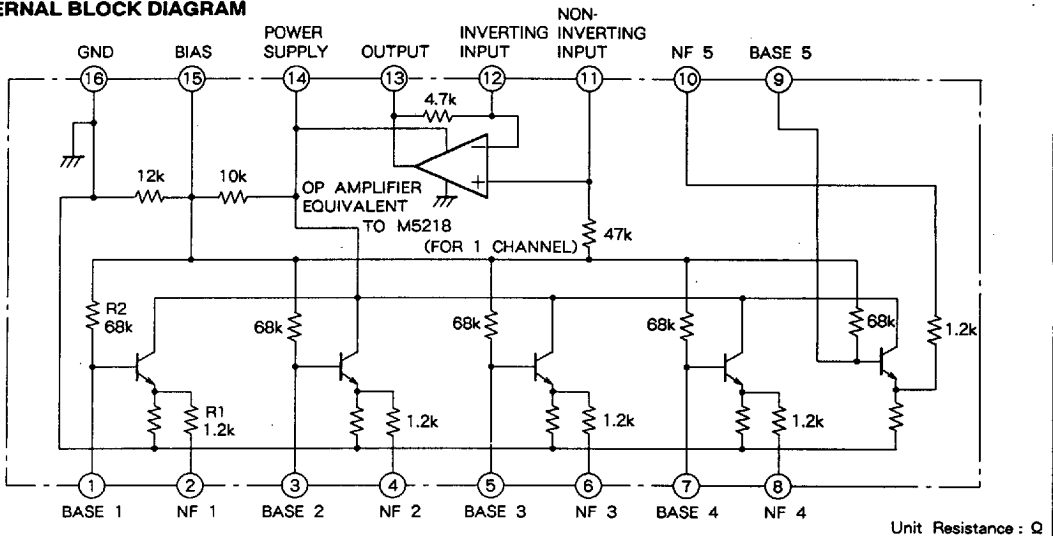 ERNAL BLOCK DIAGRAM
GND
BIAS
POWER
SUPPLY
OUTPUT
INVERTING
INPUT
NON-
INVERTING
INPUT
NF 5
BASE 5
16
15
14
13
12
11
10
9
4.7k
12k
10k
OP AMPLIFIER
EQUIVALENT
TO M5218
(FOR 1 CHANNEL)
47k
R2
68k
68k
68k
68k
68k
1.2k
R1
1.2k
1.2k
1.2k
1.2k
1
2
3
4
5
6
7
8
BASE 1
NF 1
BASE 2
NF 2
BASE 3
NF 3
BASE 4
NF 4
Unit Resistance : Ω